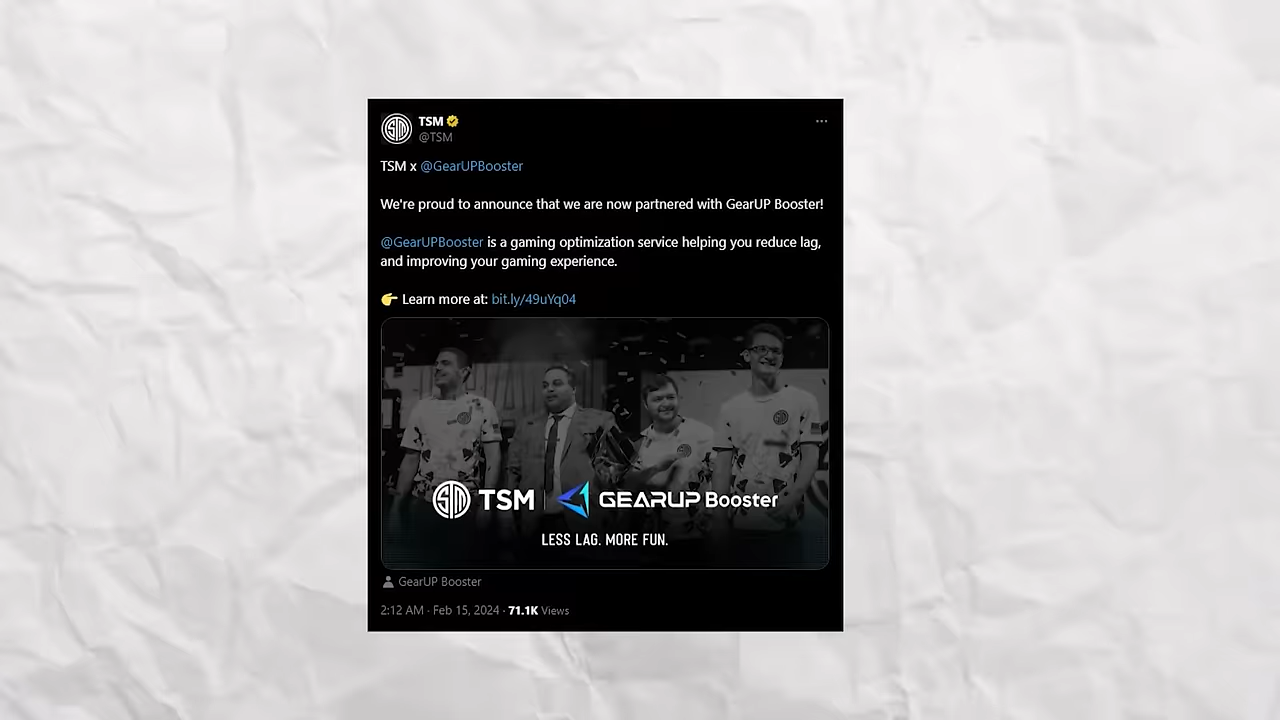 TSM
@TSM
TSM x @GearUPBooster
We're proud to announce that we are now partnered with GearUP Booster!
@GearUPBooster is a gaming optimization service helping you reduce lag,
and improving your gaming experience.
👉 Learn more at: bit.ly/49uYq04
TSM | GEARUP Booster
LESS LAG. MORE FUN.
GearUP Booster
2:12 AM · Feb 15, 2024 · 71.1K Views